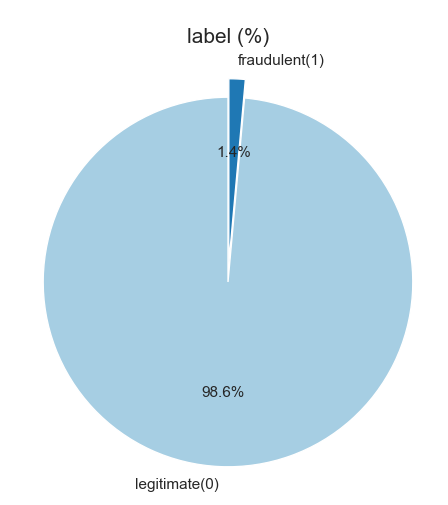 label (%)
fraudulent(1)
1.4%
98.6%
legitimate(0)